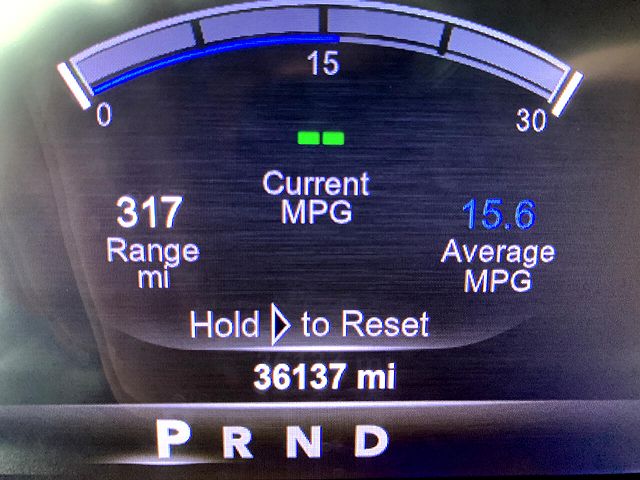 15
0
30
--
Current
MPG
317
Range
mi
15.6
Average
MPG
Hold ▷ to Reset
36137 mi
P R N D